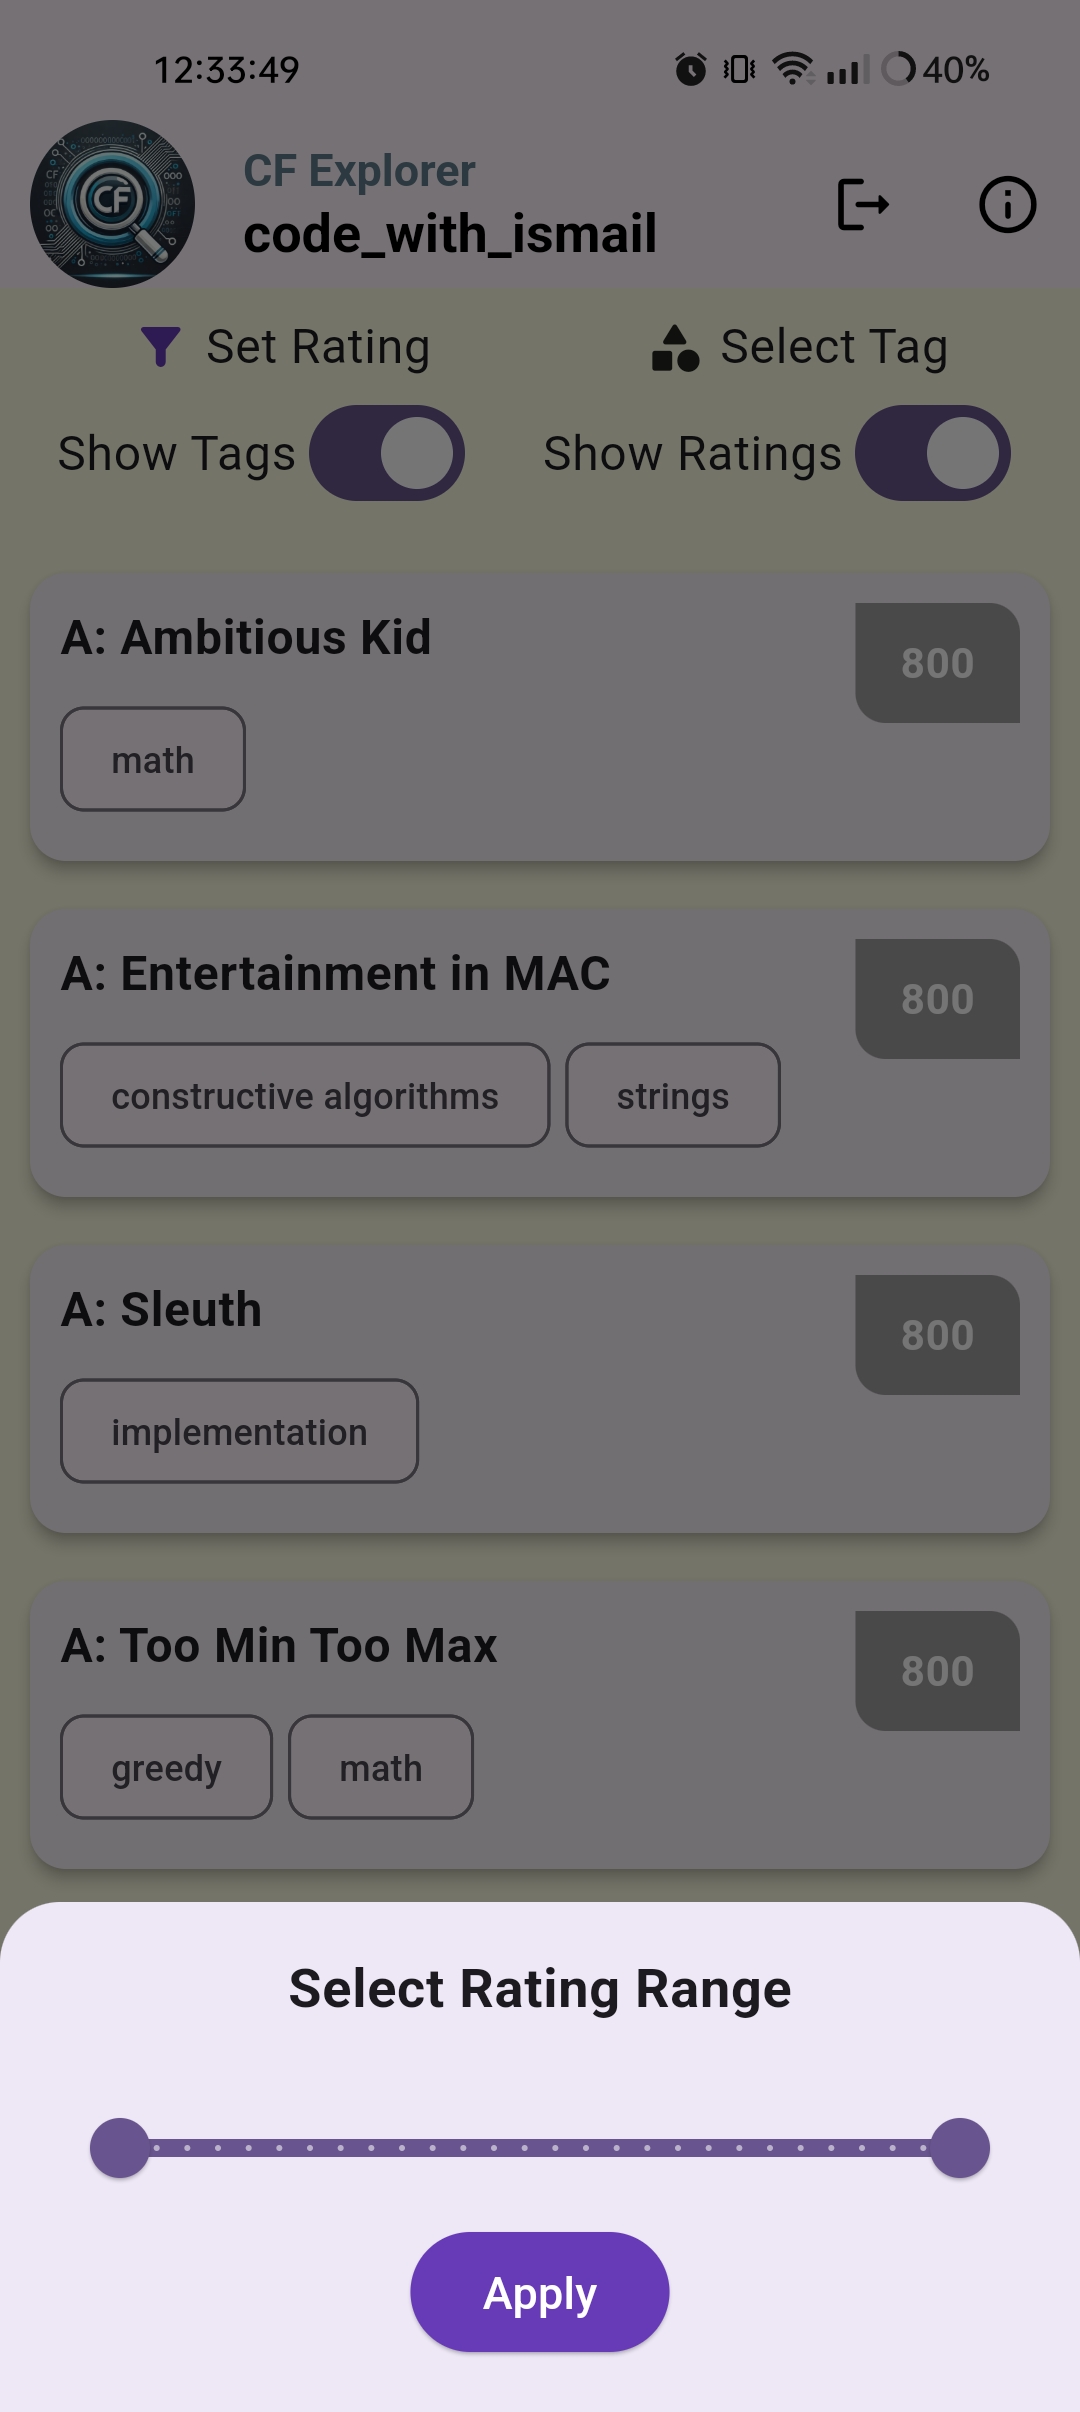 12:33:49
40%
CF
CF Explorer
code_with_ismail
Set Rating
Select Tag
Show Tags
Show Ratings
A: Ambitious Kid
800
math
A: Entertainment in MAC
800
constructive algorithms
strings
A: Sleuth
800
implementation
A: Too Min Too Max
800
greedy
math
Select Rating Range
Apply